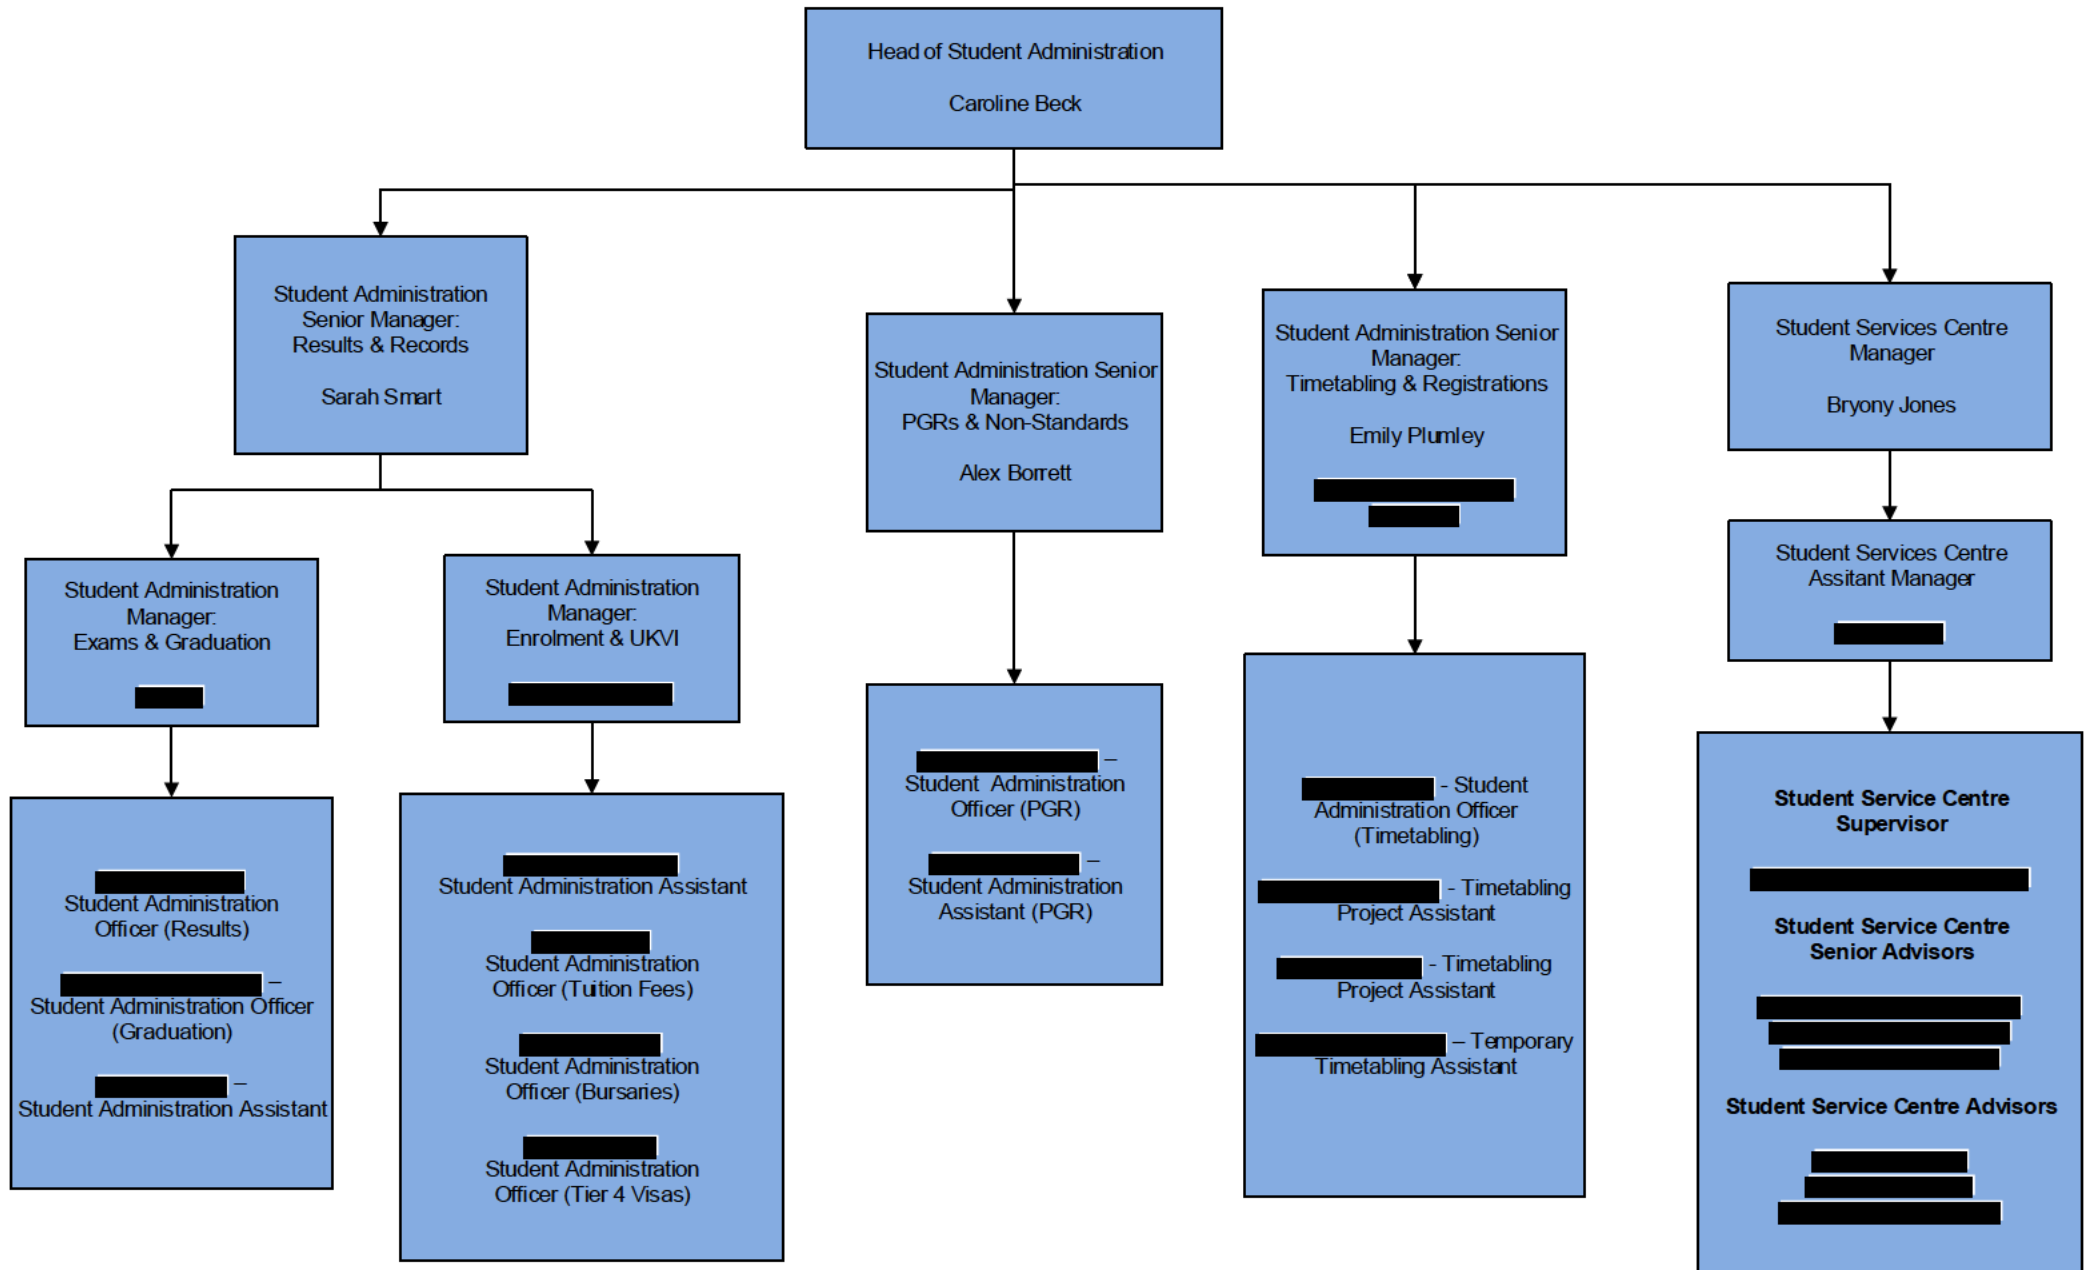 Head of Student Administration
Caroline Beck
Student Administration
Senior Manager:
Results & Records
Sarah Smart
Student Administration Senior
Manager:
PGRs & Non-Standards
Alex Borrett
Student Administration Senior
Manager:
Timetabling & Registrations
Emily Plumley
Student Services Centre
Manager
Bryony Jones
Student Administration
Manager:
Exams & Graduation
Student Administration
Manager:
Enrolment & UKVI
Student Services Centre
Assitant Manager
Student Administration
Officer (Results)
–
Student Administration Officer
(Graduation)
–
Student Administration Assistant
Student Administration Assistant
Student Administration
Officer (Tuition Fees)
Student Administration
Officer (Bursaries)
Student Administration
Officer (Tier 4 Visas)
–
Student Administration
Officer (PGR)
–
Student Administration
Assistant (PGR)
- Student
Administration Officer
(Timetabling)
- Timetabling
Project Assistant
- Timetabling
Project Assistant
– Temporary
Timetabling Assistant
Student Service Centre
Supervisor
Student Service Centre
Senior Advisors
Student Service Centre Advisors